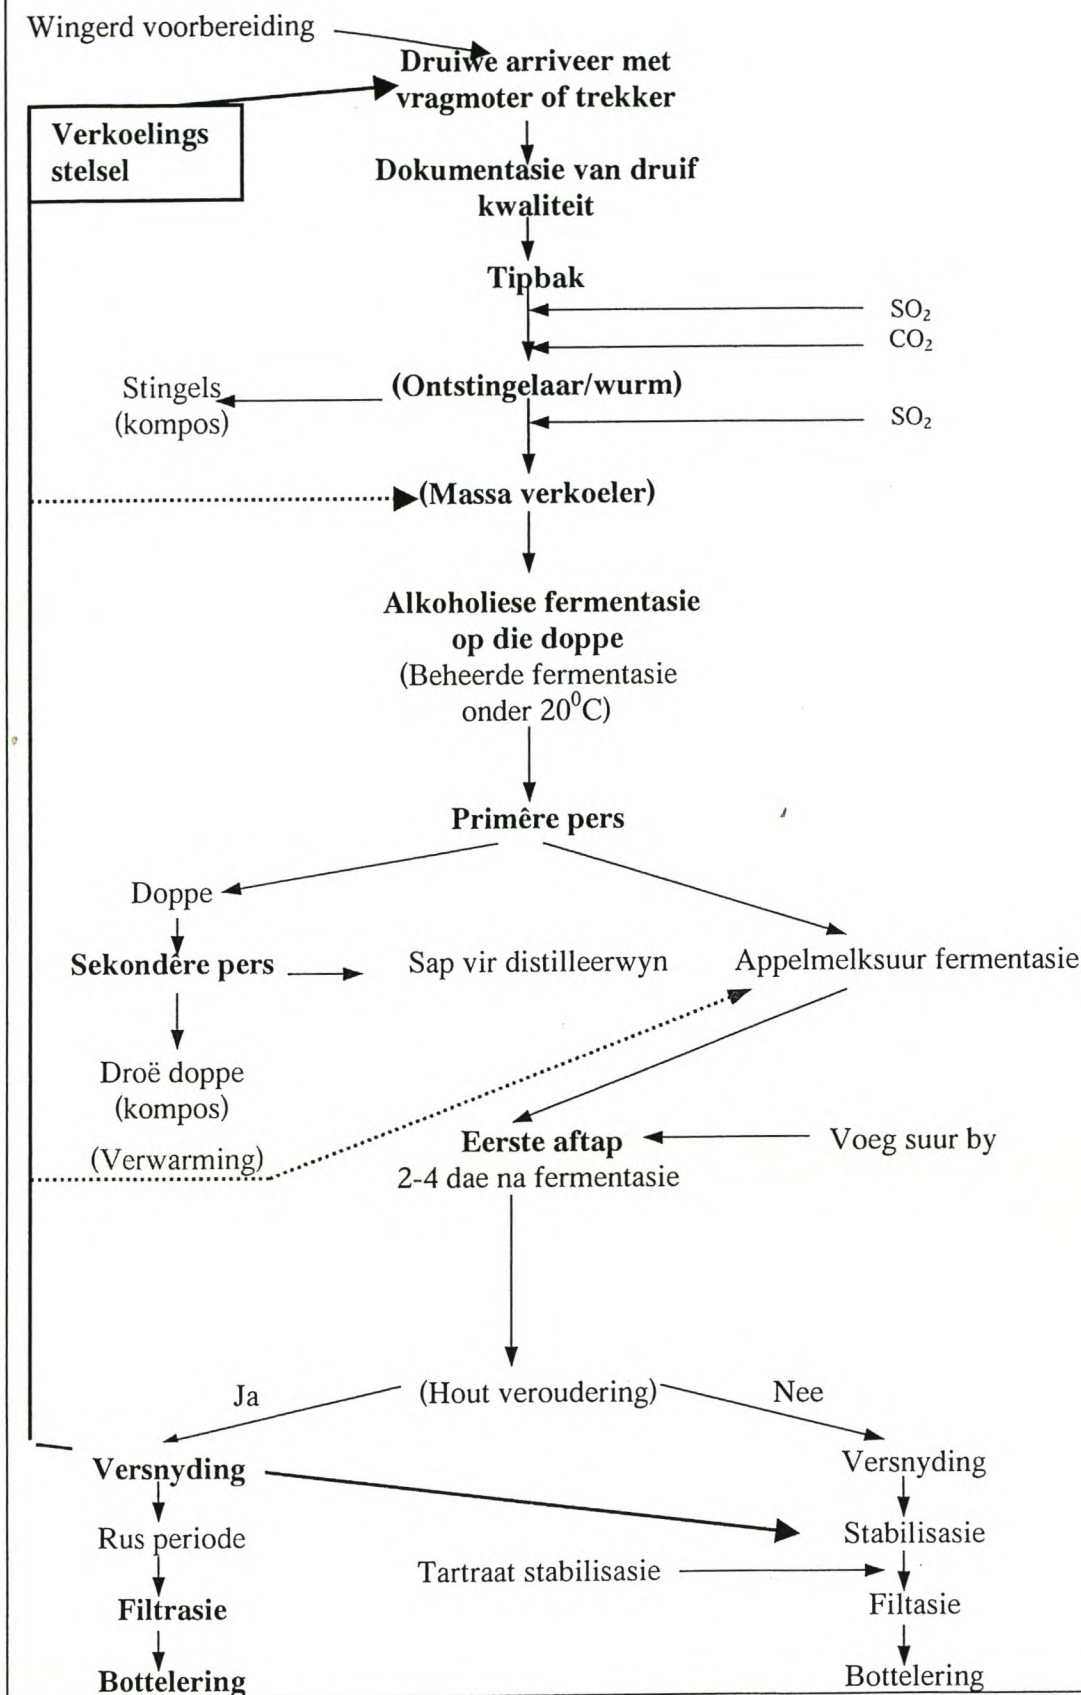 Wingerd voorbereiding
Druiwe arriveer met
vragmoter of trekker
Verkoelings
stelsel
Dokumentasie van druif
kwaliteit
Tipbak
SO₂
CO₂
Stingels
(kompos)
(Ontstingelaar/wurm)
SO₂
(Massa verkoeler)
Alkoholiese fermentasie
op die doppe
(Beheerde fermentasie
onder 20⁰C)
Primêre pers
Doppe
Sekondêre pers
Sap vir distilleerwyn
Appelmelksuur fermentasie
Droë doppe
(kompos)
(Verwarming)
Eerste aftap
2-4 dae na fermentasie
Voeg suur by
Ja
(Hout veroudering)
Nee
Versnyding
Versnyding
Rus periode
Stabilisasie
Tartraat stabilisasie
Filtrasie
Filtasie
Bottelering
Bottelering